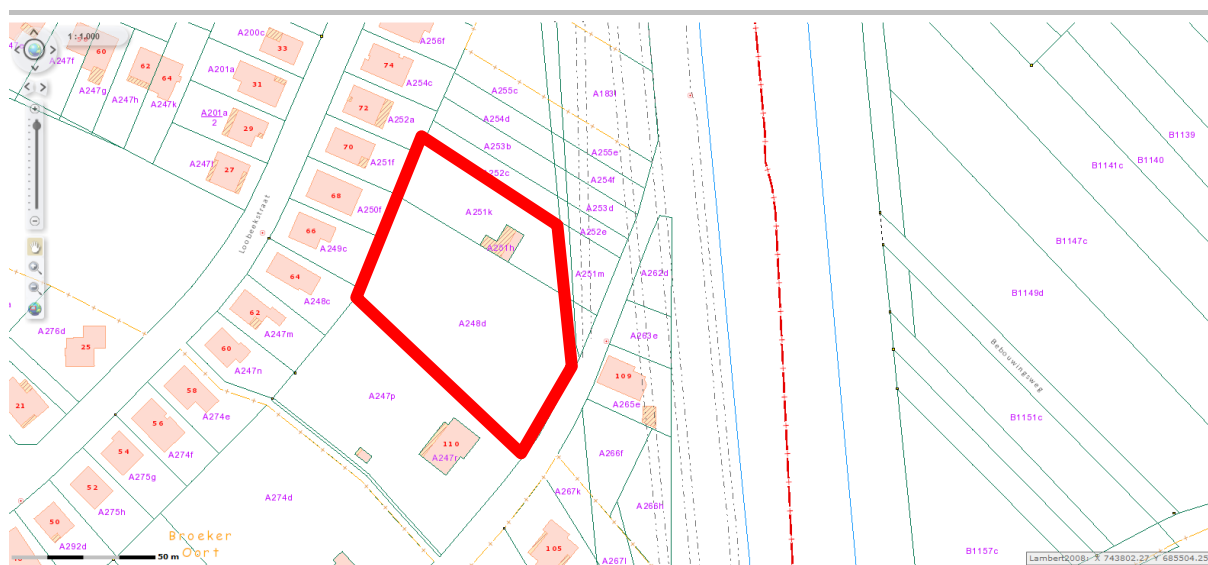 1 : 1,000
A200c
33
A256f
60
62
64
A247f
A247g
A247h
A247k
A201a
31
74
A254c
A255c
A183l
72
A252a
A254d
A201a
2
29
A253b
A255e
B1139
70
A251f
A252c
A254f
B1140
B1141c
27
68
A250f
A251k
A253d
A252e
66
A249c
A251h
Loobeekstraat
B1147c
64
A248c
A251m
A262d
B1149d
62
A247m
A248d
A276d
25
60
A247n
A263e
Bebouwingsweg
109
58
A247p
A265e
21
A274e
56
B1151c
54
A274f
110
A266f
A275g
A247r
52
A274d
A267k
A275h
A266h
50
Broeker
Oort
A292d
105
A267l
B1157c
50 m
Lambert2008: X 743802.27 Y 685504.25